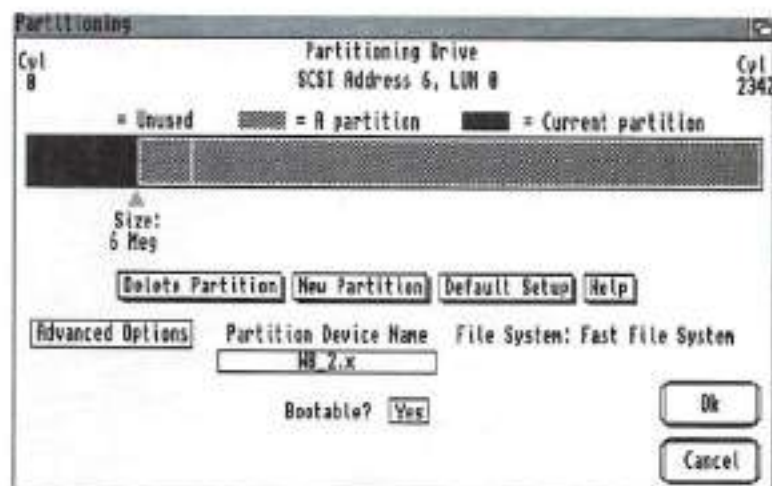 Partitioning
Partitioning Drive
Cyl
0
SCSI Address 6, LUN 0
Cyl
2342
= Unused = A partition = Current partition
Size:
6 Meg
Delete Partition New Partition Default Setup Help
Advanced Options Partition Device Name File System: Fast File System
WB_2.x
Bootable? Yes
Ok
Cancel